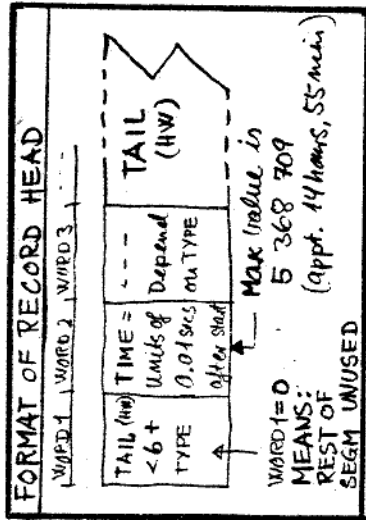 FORMAT OF RECORD HEAD
WORD1 WORD2 WORD3 ---
TAIL (HW)
<6+
TYPE
TIME =
Units of
0.01 secs
after start
---
Depend
on TYPE
TAIL
(HW)
WORD1=0
MEANS:
REST OF
SEGM UNUSED
Max value is
5 368 709
(appr. 14 hours, 55 min)